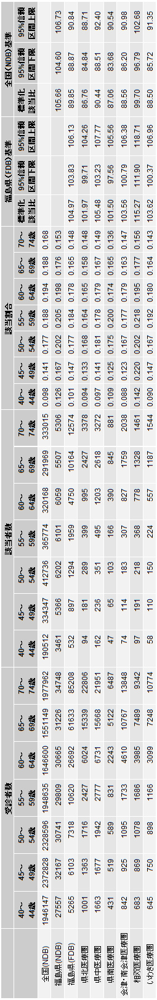 受診者数 該当者数 該当割合 福島県(FDB)基準 全国(NDB)基準
40～44歳 45～49歳 50～54歳 55～59歳 60～64歳 65～69歳 70～74歳 40～44歳 45～49歳 50～54歳 55～59歳 60～64歳 65～69歳 70～74歳 40～44歳 45～49歳 50～54歳 55～59歳 60～64歳 65～69歳 70～74歳 標準化該当比 95%信頼区間下限 95%信頼区間上限 標準化該当比 95%信頼区間下限 95%信頼区間上限
全国(NDB) 1946147 2372828 2328596 1948635 1646600 1551149 1977962 190512 334347 412736 365774 320168 291969 333015 0.098 0.141 0.177 0.188 0.194 0.188 0.168
福島県(NDB) 27557 32167 30741 29809 30665 31226 34748 3461 5366 6202 6101 6059 5507 5306 0.126 0.167 0.202 0.205 0.198 0.176 0.153 105.66 104.60 106.73
福島県(FDB) 5265 6103 7318 10620 26692 61633 85208 532 897 1294 1959 4750 10164 12574 0.101 0.147 0.177 0.184 0.178 0.165 0.148 104.97 103.83 106.13 89.85 88.87 90.84
県北医療圏 1001 1363 1716 2427 6024 15339 22806 94 181 289 399 995 2427 3378 0.094 0.133 0.168 0.164 0.165 0.158 0.148 101.97 99.71 104.26 86.76 84.84 88.71
県中医療圏 1663 1677 1942 2777 6731 15668 21951 162 236 351 495 1203 2618 3272 0.097 0.141 0.181 0.178 0.179 0.167 0.149 105.48 103.23 107.77 90.44 88.51 92.40
県南医療圏 431 519 589 831 2243 5122 6487 47 65 103 166 390 845 881 0.109 0.125 0.175 0.200 0.174 0.165 0.136 101.50 97.56 105.56 87.06 83.68 90.54
会津・南会津医療圏 842 925 1095 1733 4610 10767 13848 74 114 183 307 827 1759 2038 0.088 0.123 0.167 0.177 0.179 0.163 0.147 103.56 100.79 106.38 88.56 86.20 90.98
相双医療圏 683 869 1078 1686 3985 7489 9342 97 191 218 368 778 1328 1461 0.142 0.220 0.202 0.218 0.195 0.177 0.156 115.27 111.90 118.71 99.70 96.79 102.68
いわき医療圏 645 750 898 1166 3099 7248 10774 58 110 150 224 557 1187 1544 0.090 0.147 0.167 0.192 0.180 0.164 0.143 103.62 100.37 106.96 88.50 85.72 91.35